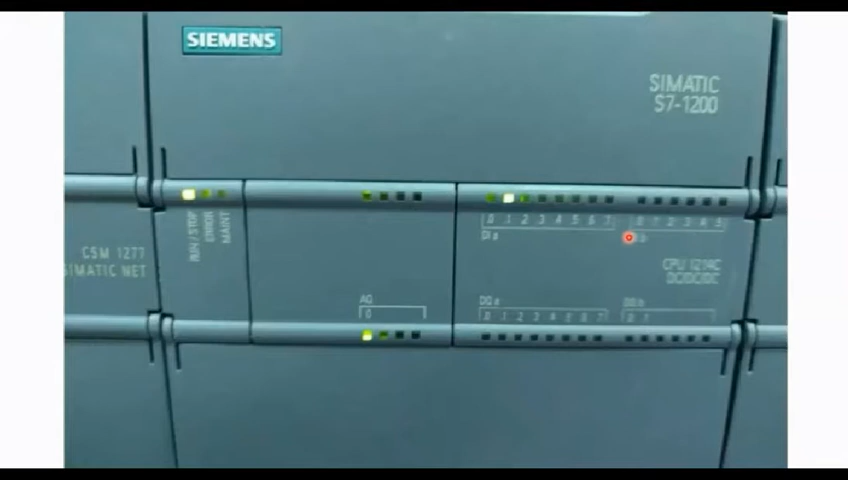 SIEMENS
SIMATIC
S7-1200
RUN / STOP
ERROR
MAINT
.0 .1 .2 .3 .4 .5 .6 .7
.0 .1 .2 .3 .4 .5
DI a
CSM 1277
SIMATIC NET
CPU 1214C
DC/DC/DC
AQ
0
DQ a
DQ b
.0 .1 .2 .3 .4 .5 .6 .7
.0 .1